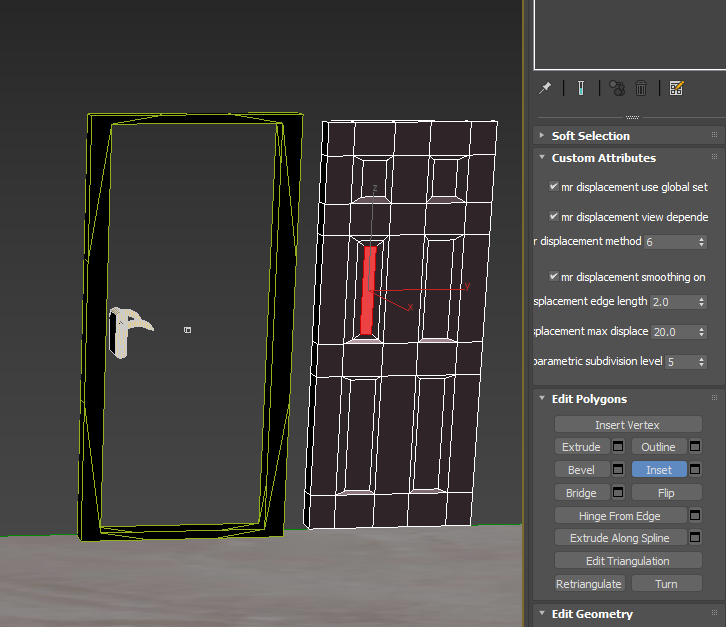 Soft Selection
Custom Attributes
mr displacement use global set
mr displacement view depende
r displacement method 6
mr displacement smoothing on
splacement edge length 2.0
splacement max displace 20.0
parametric subdivision level 5
Edit Polygons
Insert Vertex
Extrude Outline
Bevel Inset
Bridge Flip
Hinge From Edge
Extrude Along Spline
Edit Triangulation
Retriangulate Turn
Edit Geometry
z
y
x